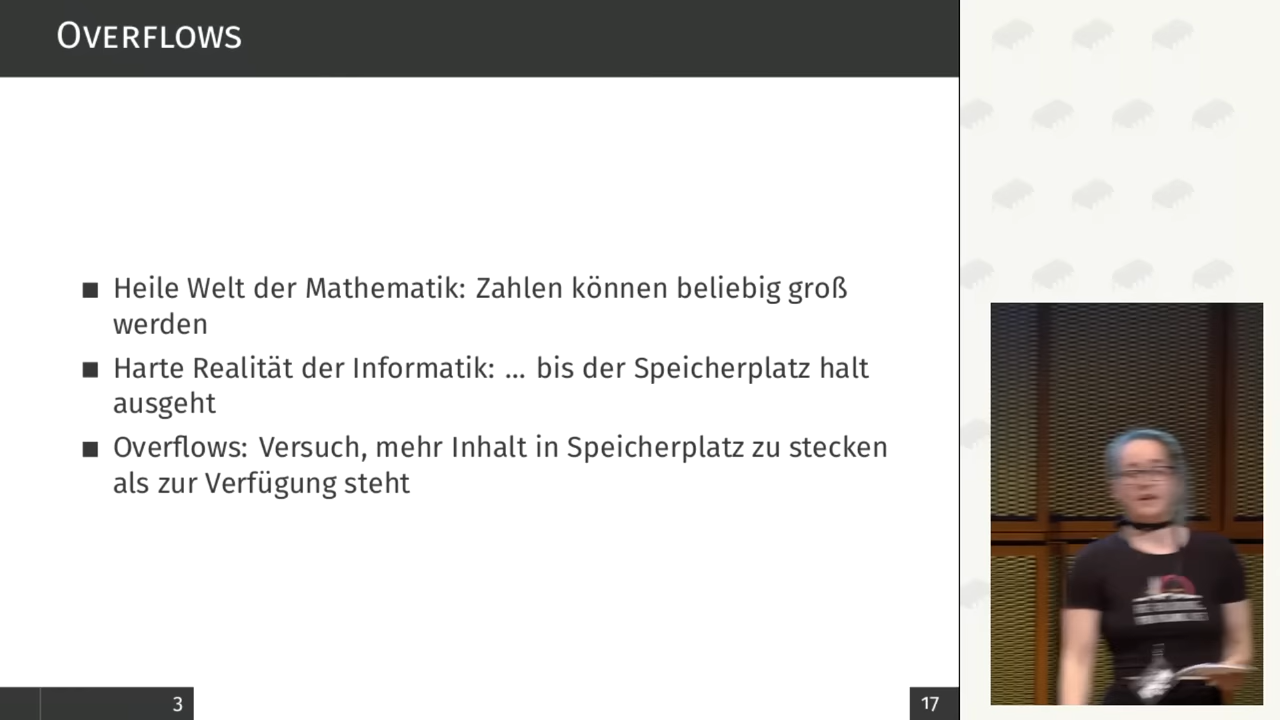 Overflows
Heile Welt der Mathematik: Zahlen können beliebig groß
werden
Harte Realität der Informatik: ... bis der Speicherplatz halt
ausgeht
Overflows: Versuch, mehr Inhalt in Speicherplatz zu stecken
als zur Verfügung steht
3
17